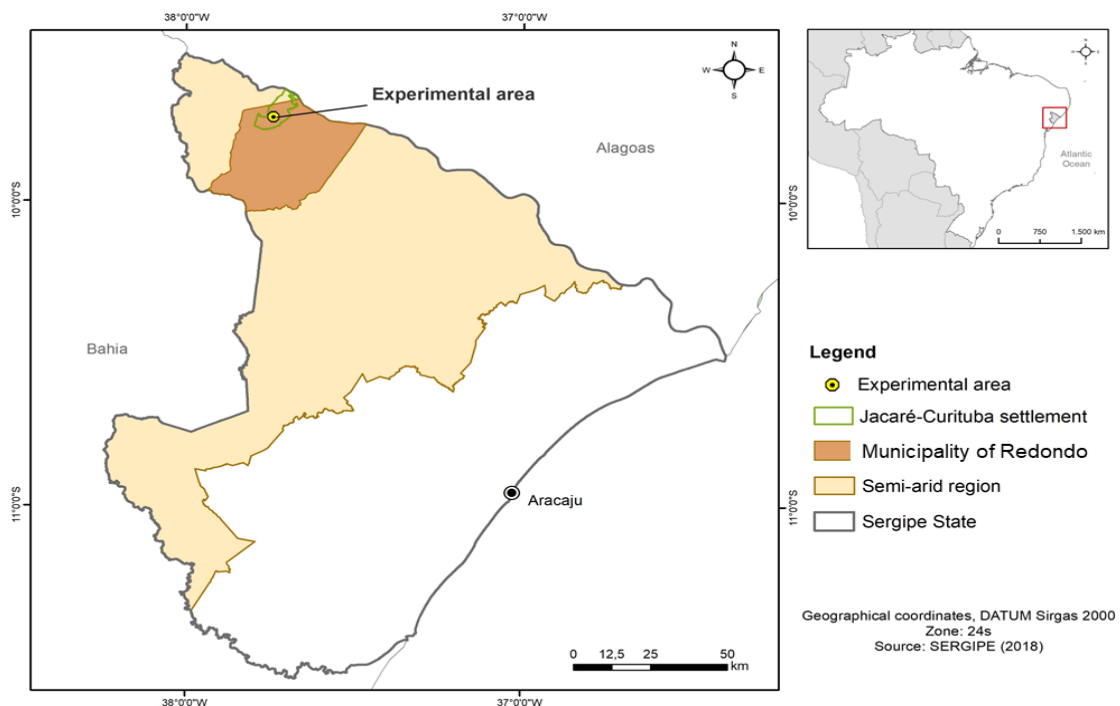 38°0'0"W
37°0'0"W
N
W
E
S
Experimental area
Alagoas
10°0'0"S
10°0'0"S
Bahia
Aracaju
11°0'0"S
11°0'0"S
0 12,5 25 50
km
38°0'0"W
37°0'0"W
N
W
E
S
Atlantic
Ocean
0 750 1.500 km
Legend
Experimental area
Jacaré-Curituba settlement
Municipality of Redondo
Semi-arid region
Sergipe State
Geographical coordinates, DATUM Sirgas 2000
Zone: 24s
Source: SERGIPE (2018)